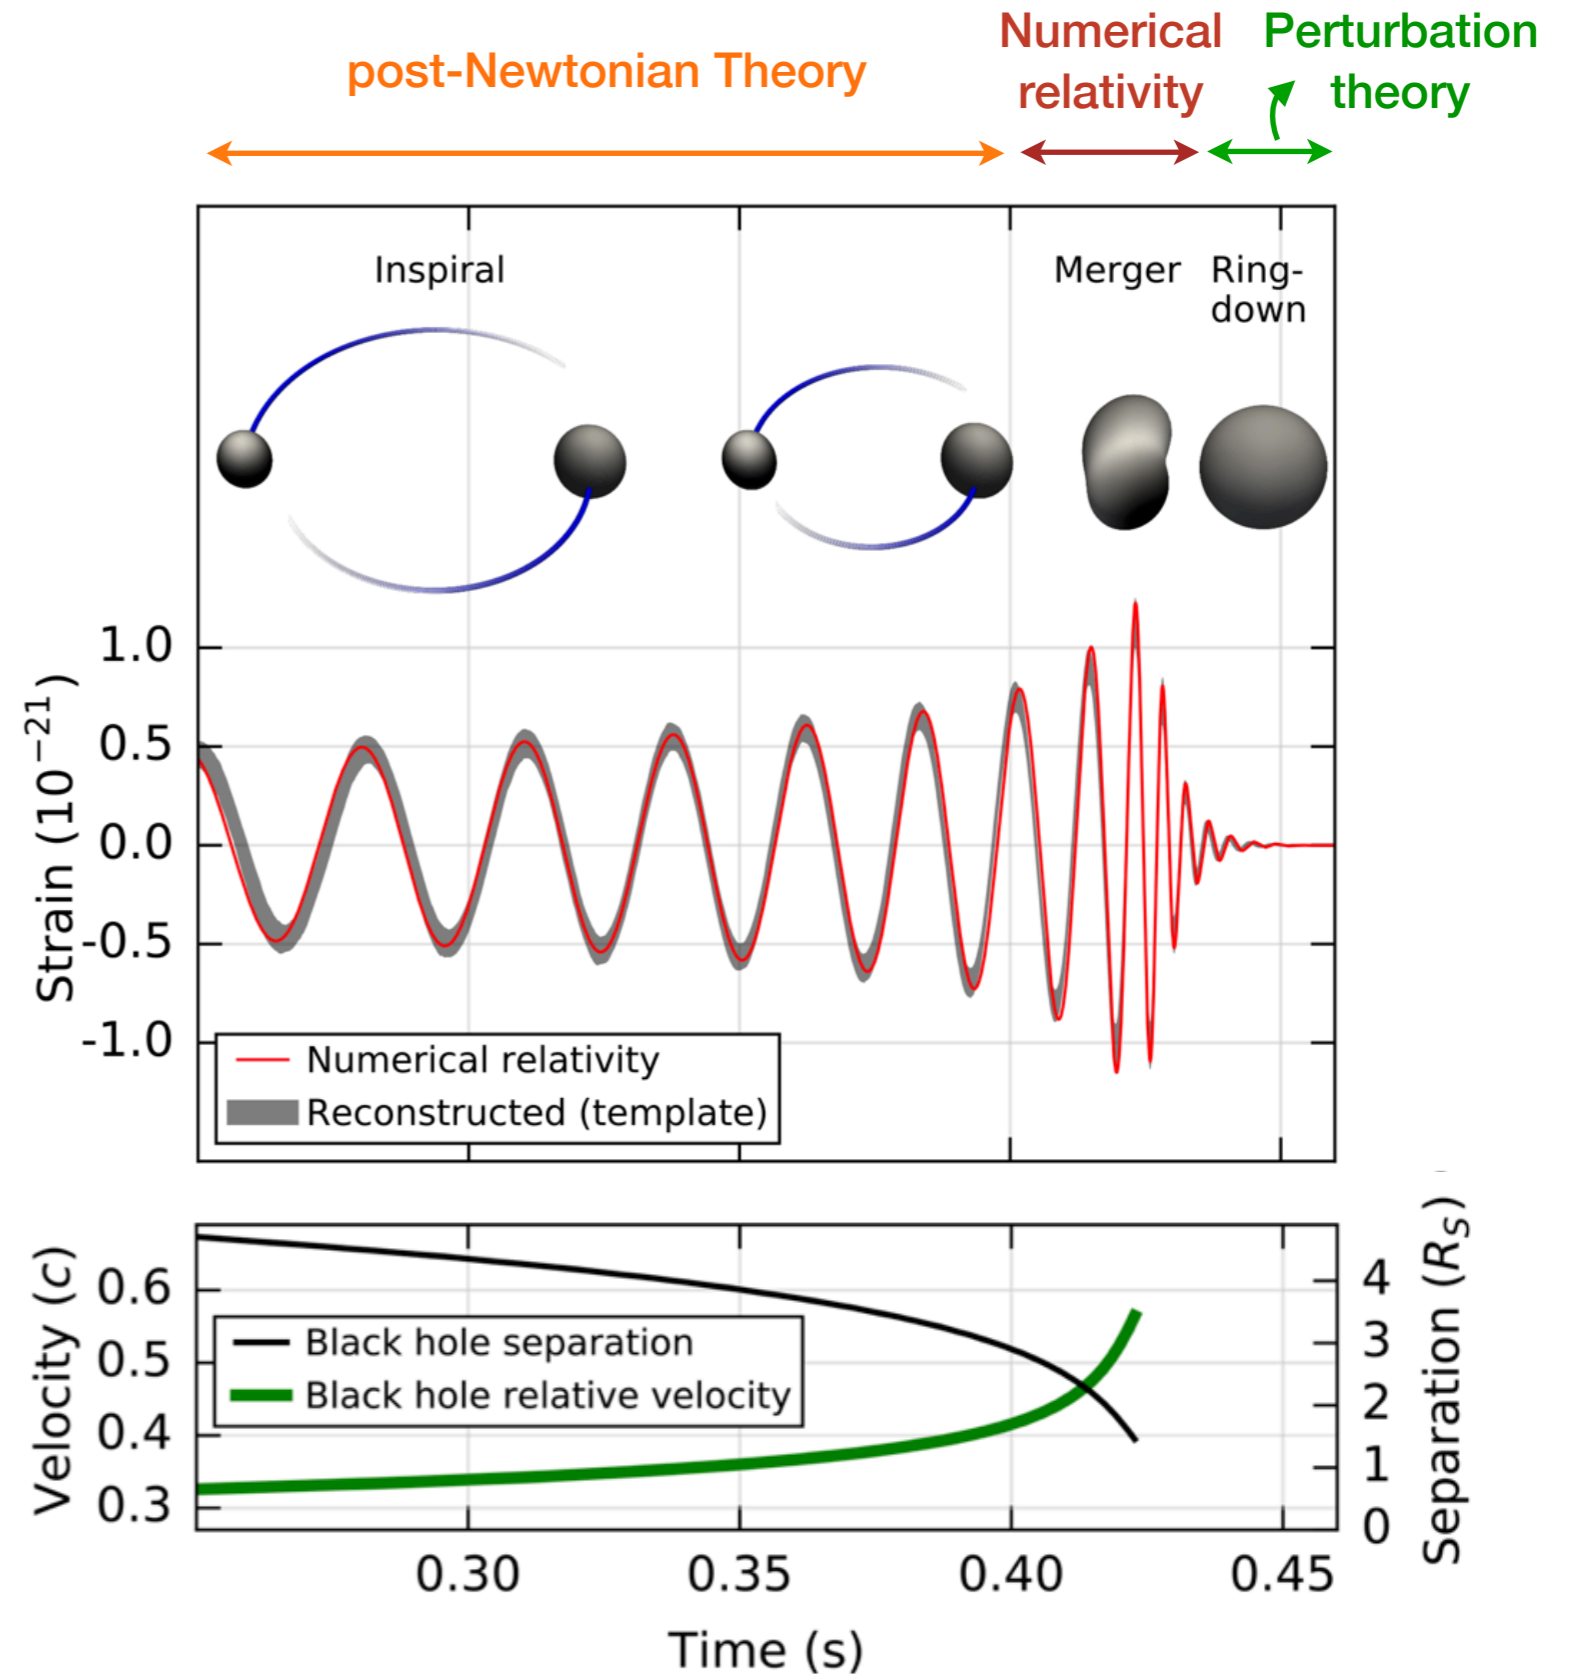 post-Newtonian Theory
Numerical
relativity
Perturbation
theory
Inspiral
Merger
Ring-
down
Strain (10⁻²¹)
1.0
0.5
0.0
-0.5
-1.0
Numerical relativity
Reconstructed (template)
Velocity (c)
0.6
0.5
0.4
0.3
Black hole separation
Black hole relative velocity
4
3
2
1
0
Separation (R_S)
0.30
0.35
0.40
0.45
Time (s)